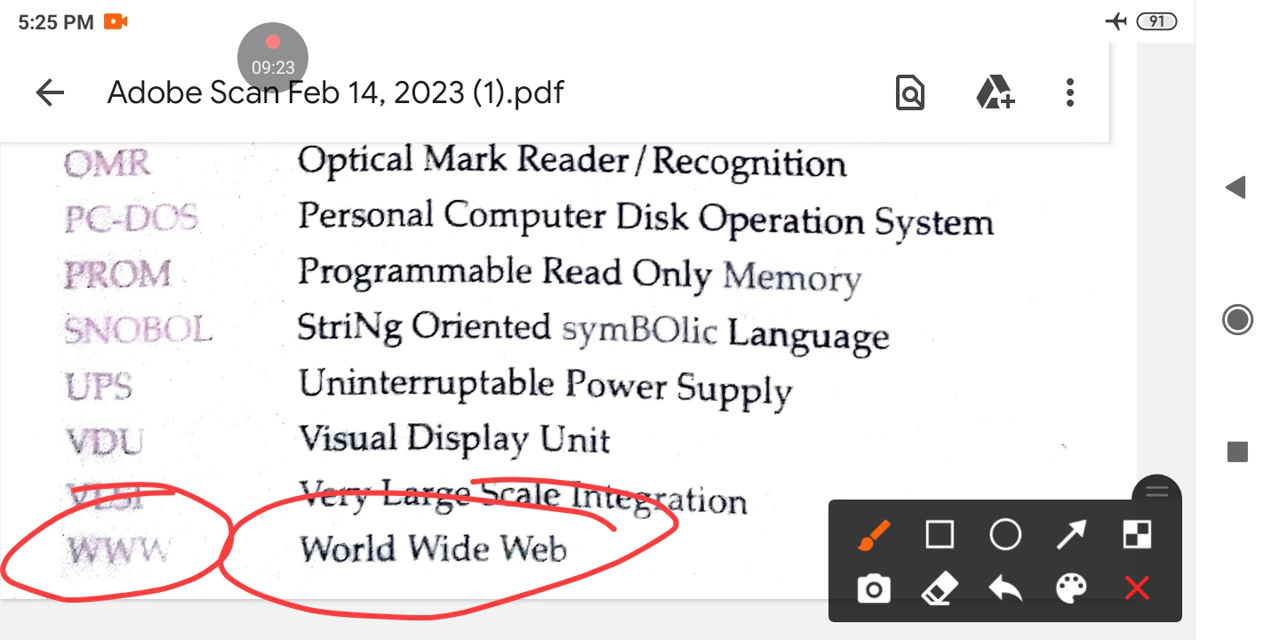 5:25 PM 91
09:23
Adobe Scan Feb 14, 2023 (1).pdf
OMR Optical Mark Reader/Recognition
PC-DOS Personal Computer Disk Operation System
PROM Programmable Read Only Memory
SNOBOL StriNg Oriented symBOlic Language
UPS Uninterruptable Power Supply
VDU Visual Display Unit
VLSI Very Large Scale Integration
WWW World Wide Web